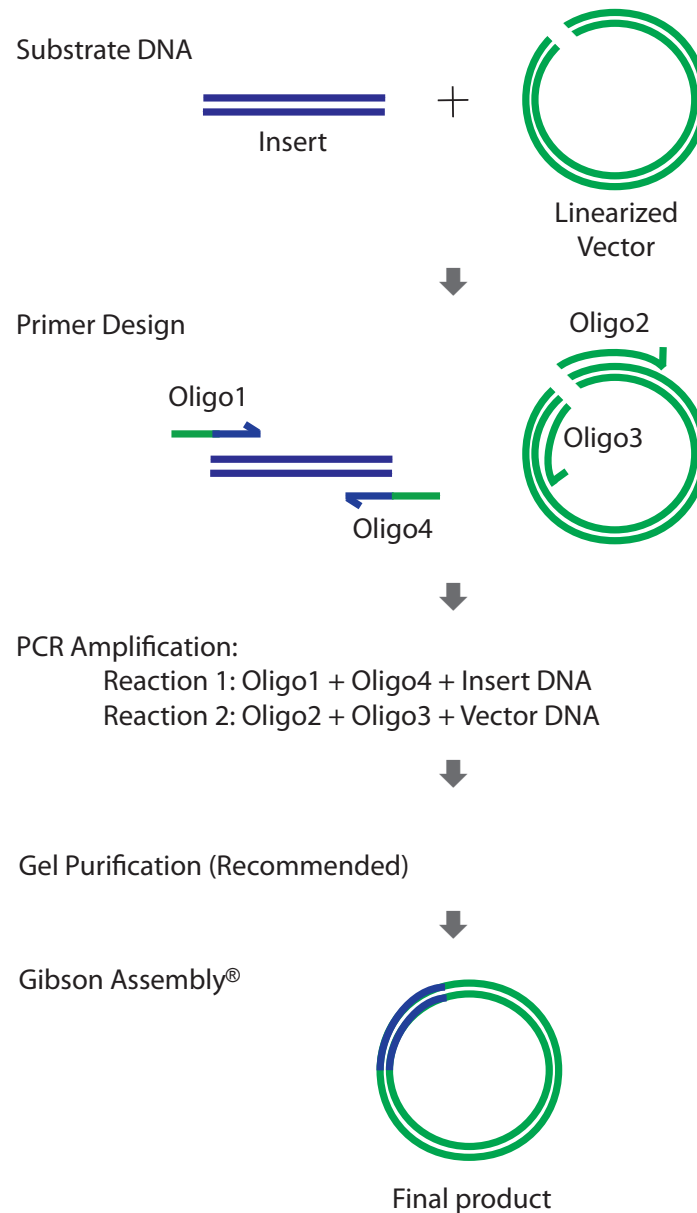 Substrate DNA
+
Insert
Linearized
Vector
Primer Design
Oligo2
Oligo1
Oligo3
Oligo4
PCR Amplification:
Reaction 1: Oligo1 + Oligo4 + Insert DNA
Reaction 2: Oligo2 + Oligo3 + Vector DNA
Gel Purification (Recommended)
Gibson Assembly®
Final product